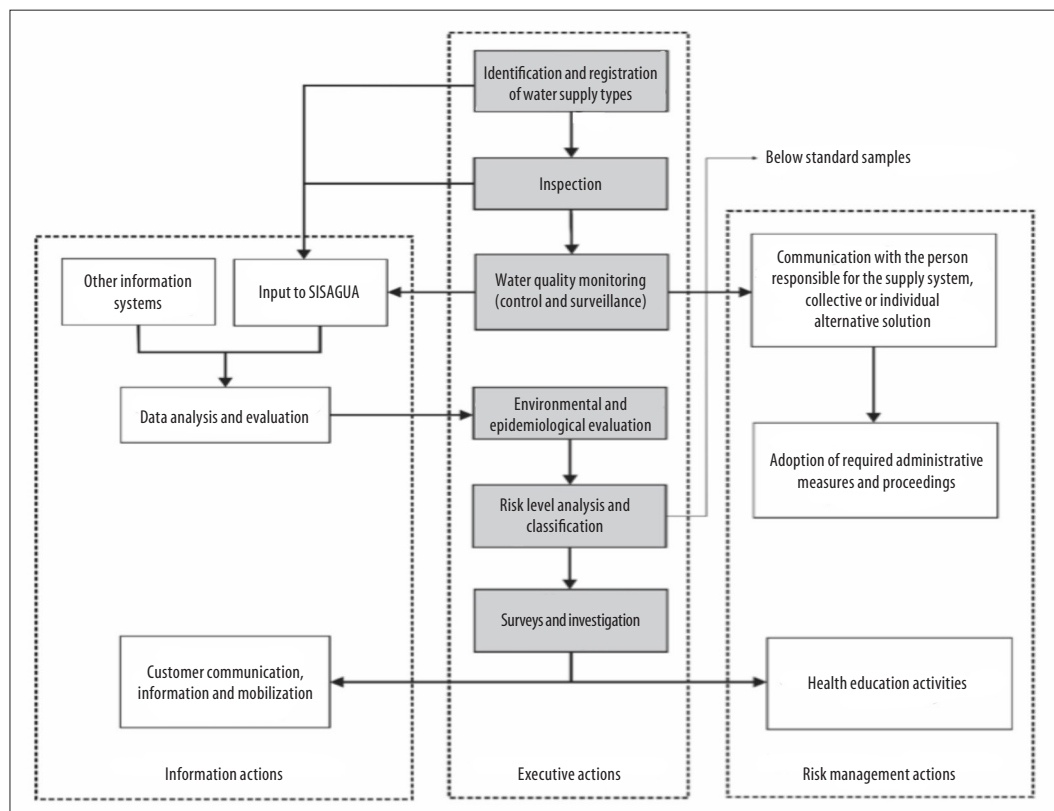 Identification and registration
of water supply types
Below standard samples
Inspection
Other information
systems
Input to SISAGUA
Water quality monitoring
(control and surveillance)
Communication with the person
responsible for the supply system,
collective or individual
alternative solution
Data analysis and evaluation
Environmental and
epidemiological evaluation
Adoption of required administrative
measures and proceedings
Risk level analysis and
classification
Surveys and investigation
Customer communication,
information and mobilization
Health education activities
Information actions
Executive actions
Risk management actions